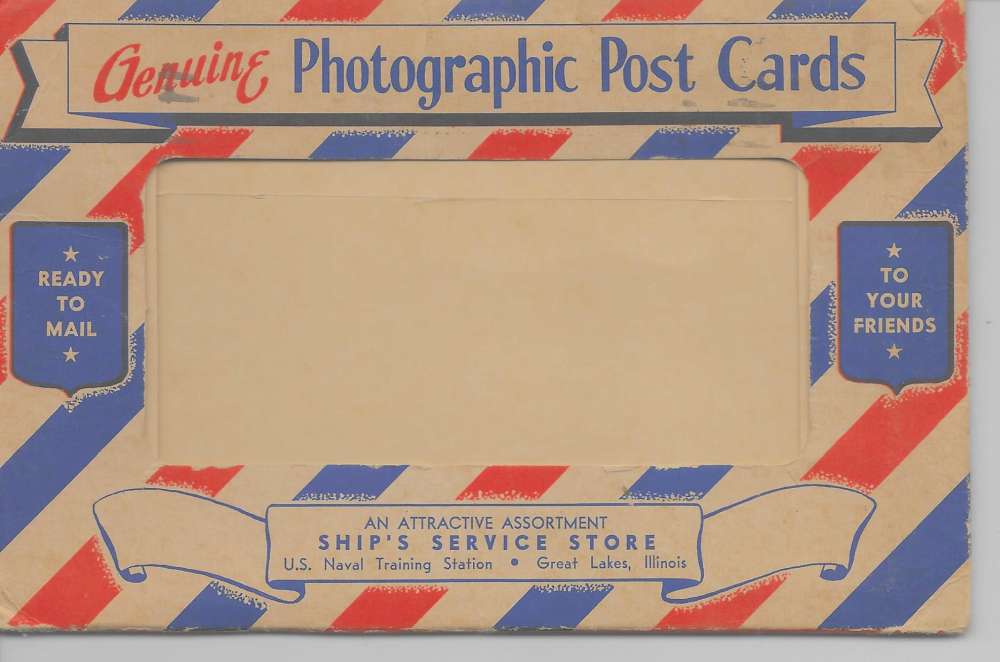 Genuine Photographic Post Cards
★
READY
TO
MAIL
★
★
TO
YOUR
FRIENDS
★
AN ATTRACTIVE ASSORTMENT
SHIP'S SERVICE STORE
U.S. Naval Training Station • Great Lakes, Illinois